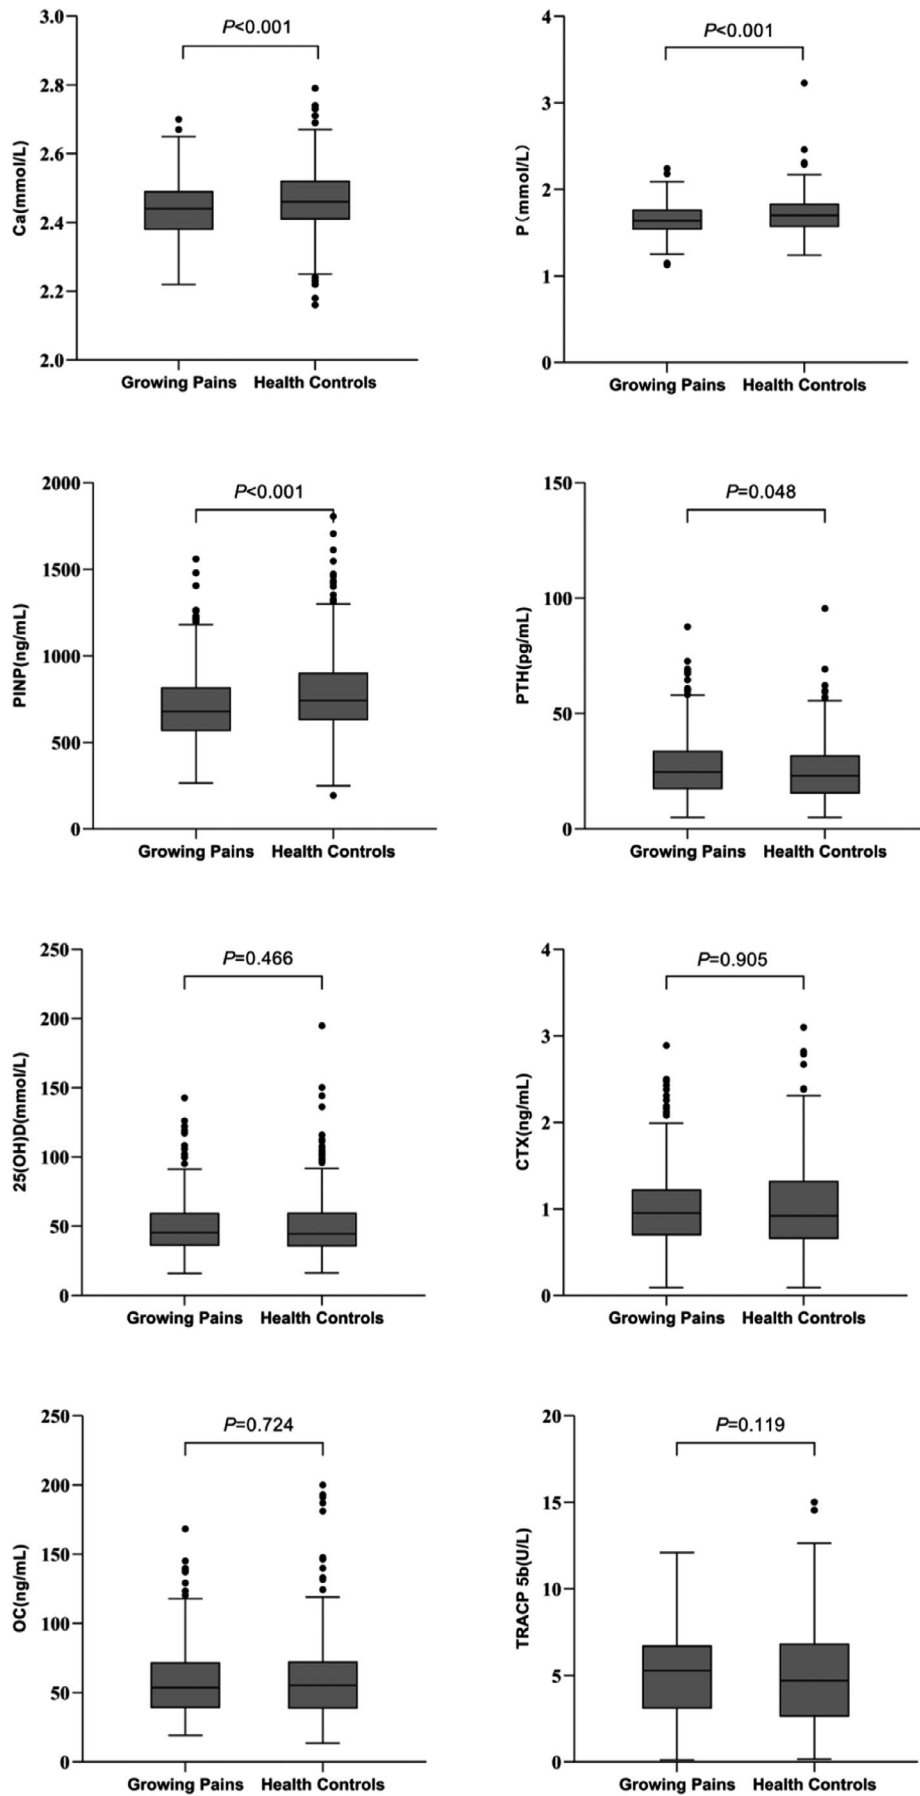 P<0.001
3.0
2.8
2.6
2.4
2.2
2.0
Ca(mmol/L)
Growing Pains Health Controls
P<0.001
4
3
2
1
0
P（mmol/L）
Growing Pains Health Controls
P<0.001
2000
1500
1000
500
0
PINP(ng/mL)
Growing Pains Health Controls
P=0.048
150
100
50
0
PTH(pg/mL)
Growing Pains Health Controls
P=0.466
250
200
150
100
50
0
25(OH)D(mmol/L)
Growing Pains Health Controls
P=0.905
4
3
2
1
0
CTX(ng/mL)
Growing Pains Health Controls
P=0.724
250
200
150
100
50
0
OC(ng/mL)
Growing Pains Health Controls
P=0.119
20
15
10
5
0
TRACP 5b(U/L)
Growing Pains Health Controls